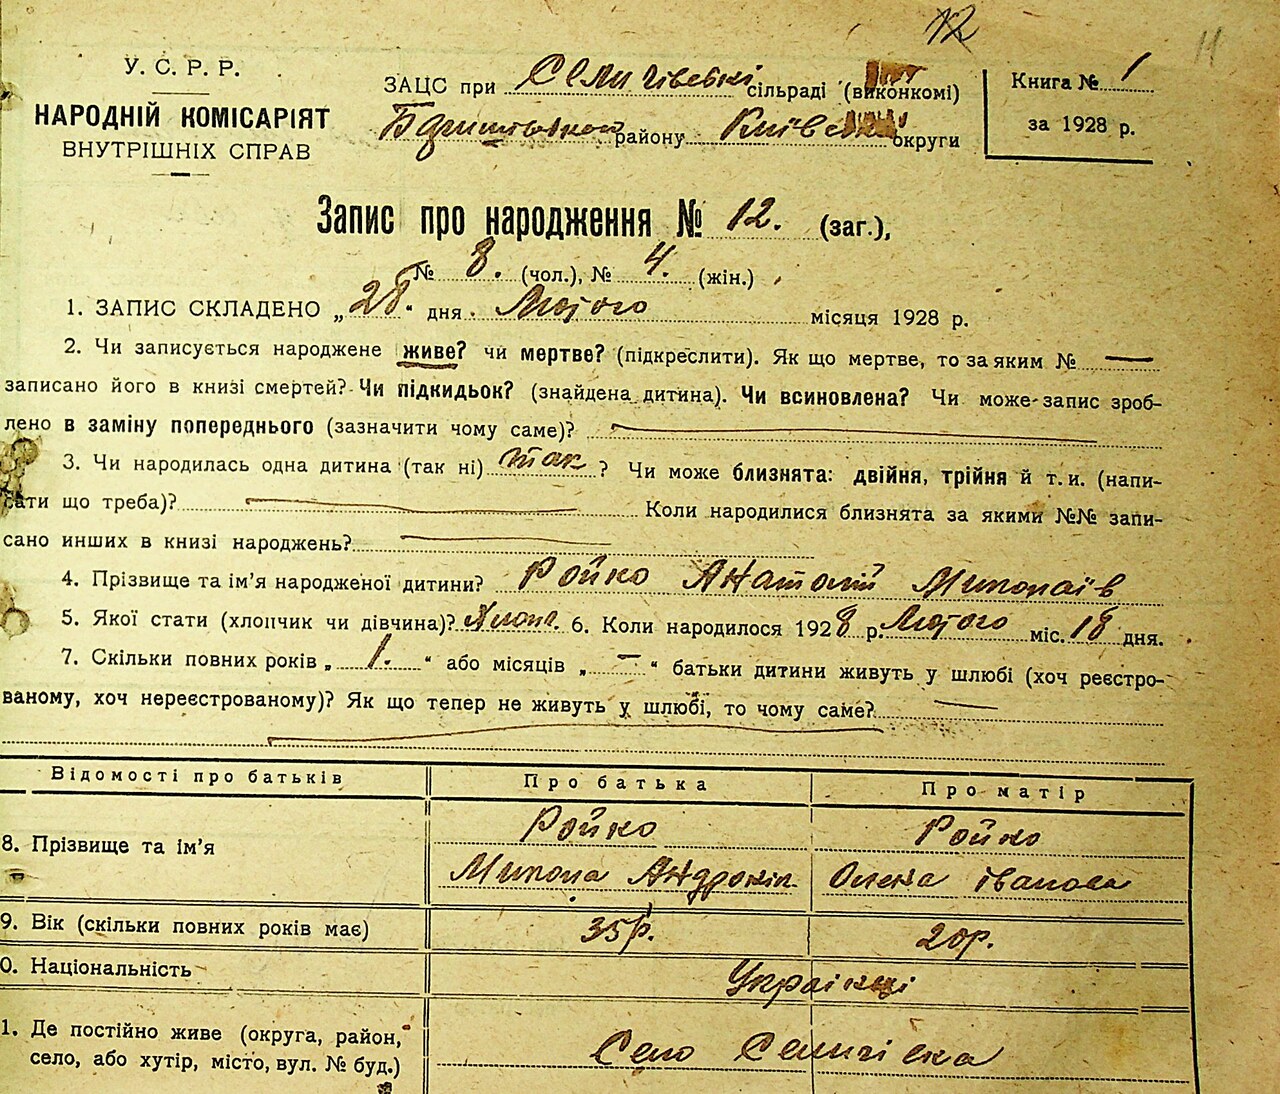 12
11
У. С. Р. Р.
НАРОДНІЙ КОМІСАРІЯТ
ВНУТРІШНІХ СПРАВ
ЗАЦС при Селичівські сільраді (виконкомі)
району Київської округи
Книга № 1
за 1928 р.
Запис про народження № 12. (заг.),
№ 8. (чол.), № 4. (жін.)
1. ЗАПИС СКЛАДЕНО „28“ дня Лютого місяця 1928 р.
2. Чи записується народжене живе? чи мертве? (підкреслити). Як що мертве, то за яким № —
записано його в книзі смертей? Чи підкидьок? (знайдена дитина). Чи всиновлена? Чи може запис зроб-
лено в заміну попереднього (зазначити чому саме)?
3. Чи народилась одна дитина (так ні) так? Чи може близнята: двійня, трійня й т. и. (напи-
сати що треба)? Коли народилися близнята за якими №№ запи-
сано инших в книзі народжень?
4. Прізвище та ім'я народженої дитини? Ройко Анатолій Миколаїв
5. Якої стати (хлопчик чи дівчина)? Хлопч. 6. Коли народилося 1928 р. Лютого міс. 18 дня.
7. Скільки повних років „1.“ або місяців „—“ батьки дитини живуть у шлюбі (хоч реєстро-
ваному, хоч нереєстрованому)? Як що тепер не живуть у шлюбі, то чому саме? —
Відомості про батьків Про батька Про матір
8. Прізвище та ім'я Ройко Ройко
Микола Андрокіп. Олена Іванова
9. Вік (скільки повних років має) 35 р. 20 р.
0. Національність Українці
1. Де постійно живе (округа, район,
село, або хутір, місто, вул. № буд.) Село Селичівка